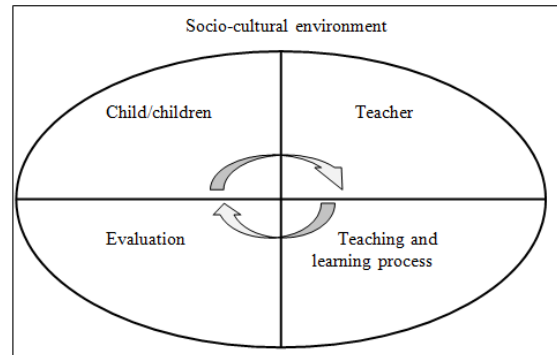 Socio-cultural environment
Child/children
Teacher
Evaluation
Teaching and
learning process